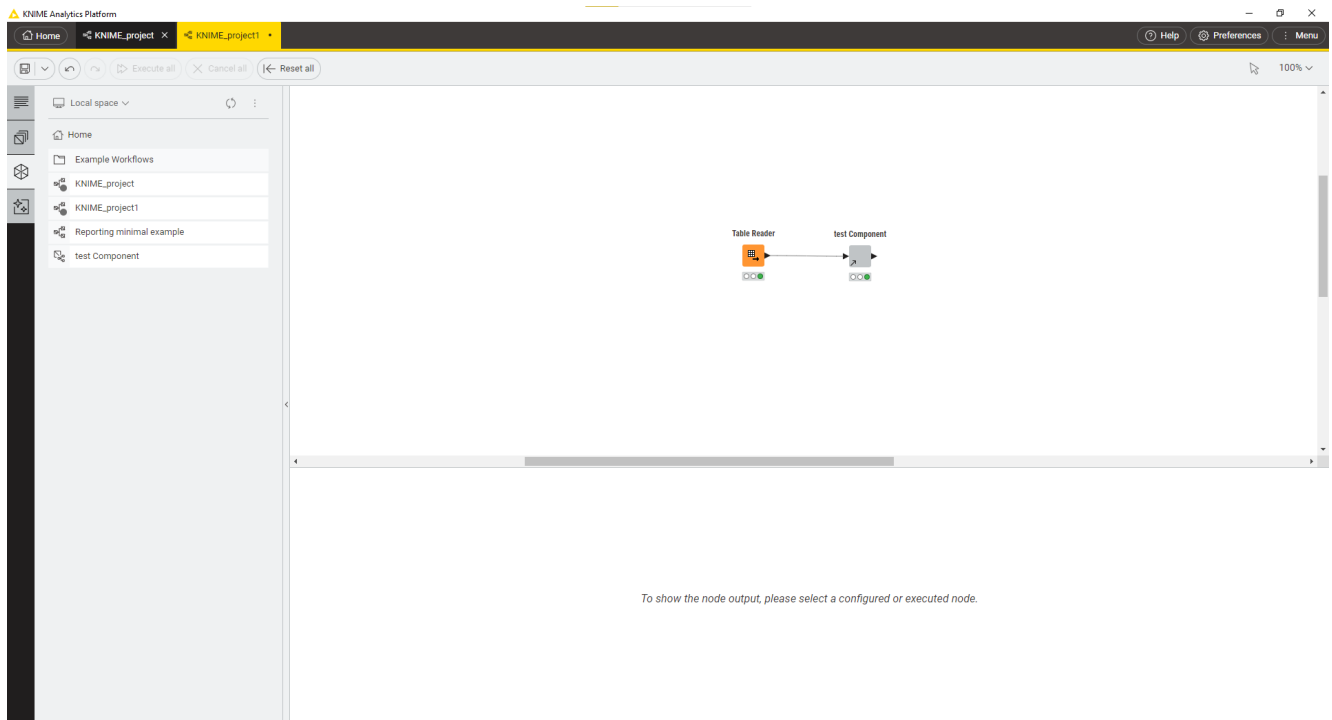 KNIME Analytics Platform
Home KNIME_project KNIME_project1 Help Preferences Menu
Execute all Cancel all Reset all 100%
Local space
Home
Example Workflows
KNIME_project
KNIME_project1
Reporting minimal example
test Component
Table Reader test Component
To show the node output, please select a configured or executed node.